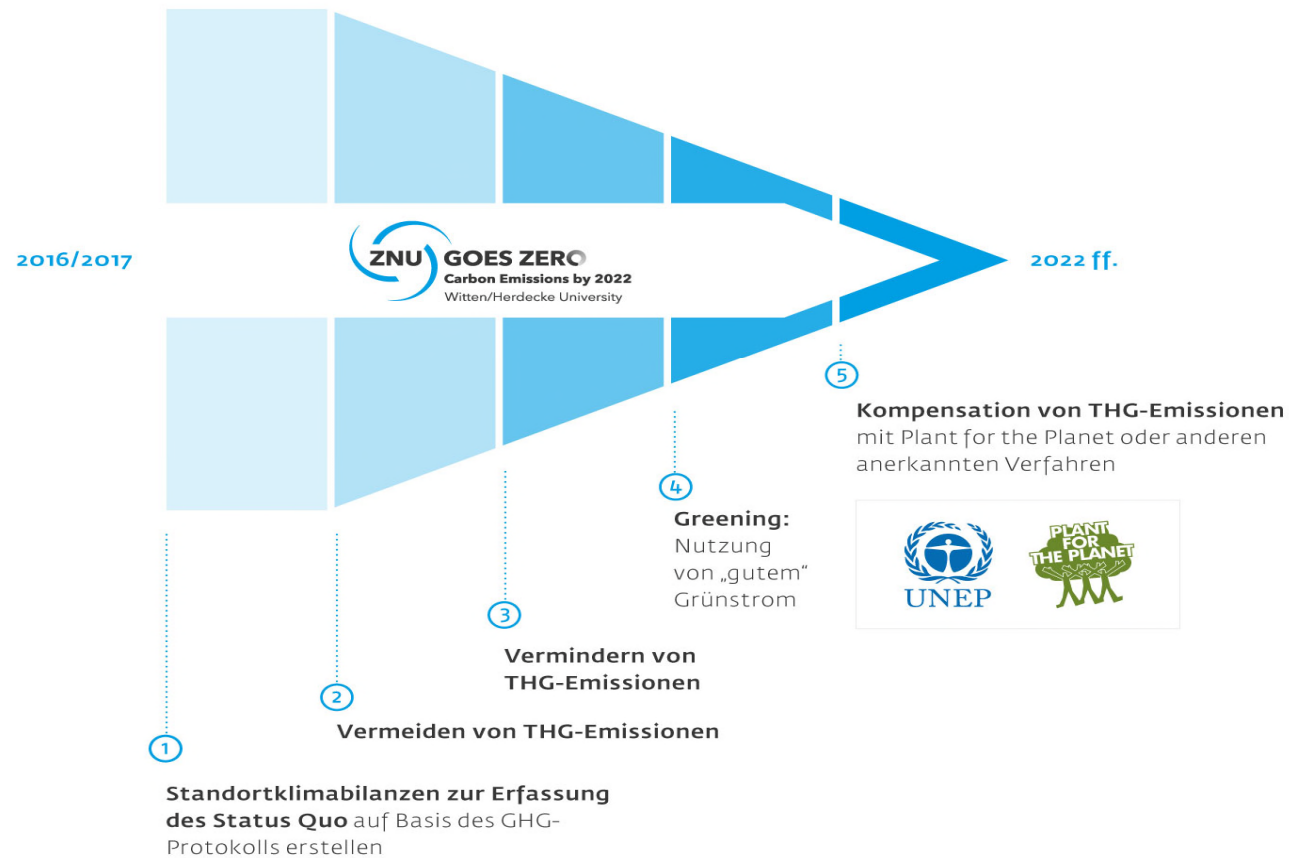 2016/2017
ZNU GOES ZERO
Carbon Emissions by 2022
Witten/Herdecke University
2022 ff.
1
Standortklimabilanzen zur Erfassung
des Status Quo auf Basis des GHG-
Protokolls erstellen
2
Vermeiden von THG-Emissionen
3
Vermindern von
THG-Emissionen
4
Greening:
Nutzung
von „gutem“
Grünstrom
5
Kompensation von THG-Emissionen
mit Plant for the Planet oder anderen
anerkannten Verfahren
UNEP
PLANT
FOR
THE PLANET